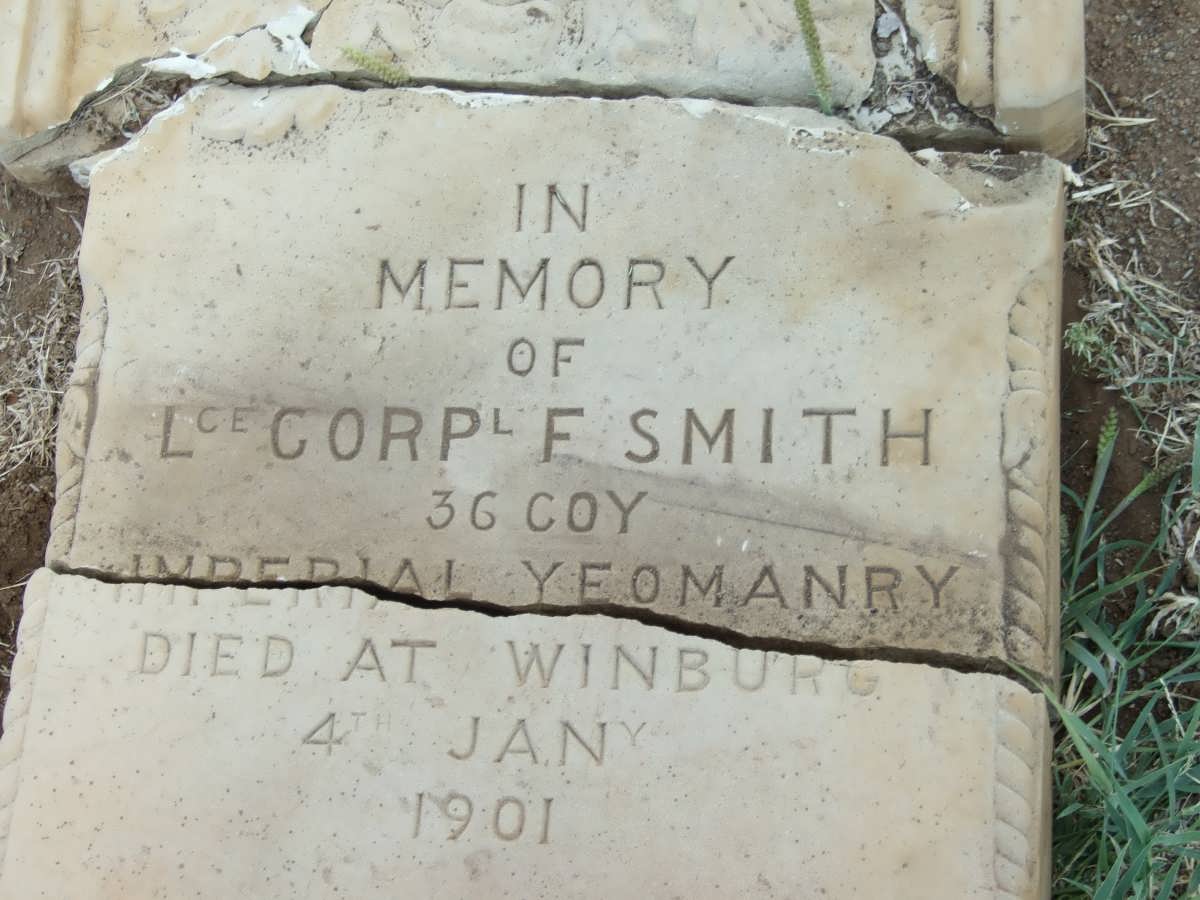 IN
MEMORY
OF
Lᶜᴱ CORPᴸ F SMITH
36 COY
IMPERIAL YEOMANRY
DIED AT WINBURG
4ᵀᴴ JANʸ
1901